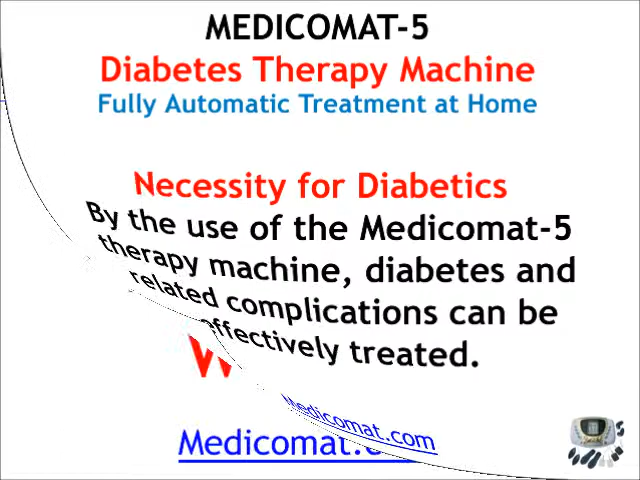 MEDICOMAT-5
Diabetes Therapy Machine
Fully Automatic Treatment at Home
Necessity for Diabetics
By the use of the Medicomat-5
therapy machine, diabetes and
related complications can be
effectively treated.
Medicomat.com
Medicomat.